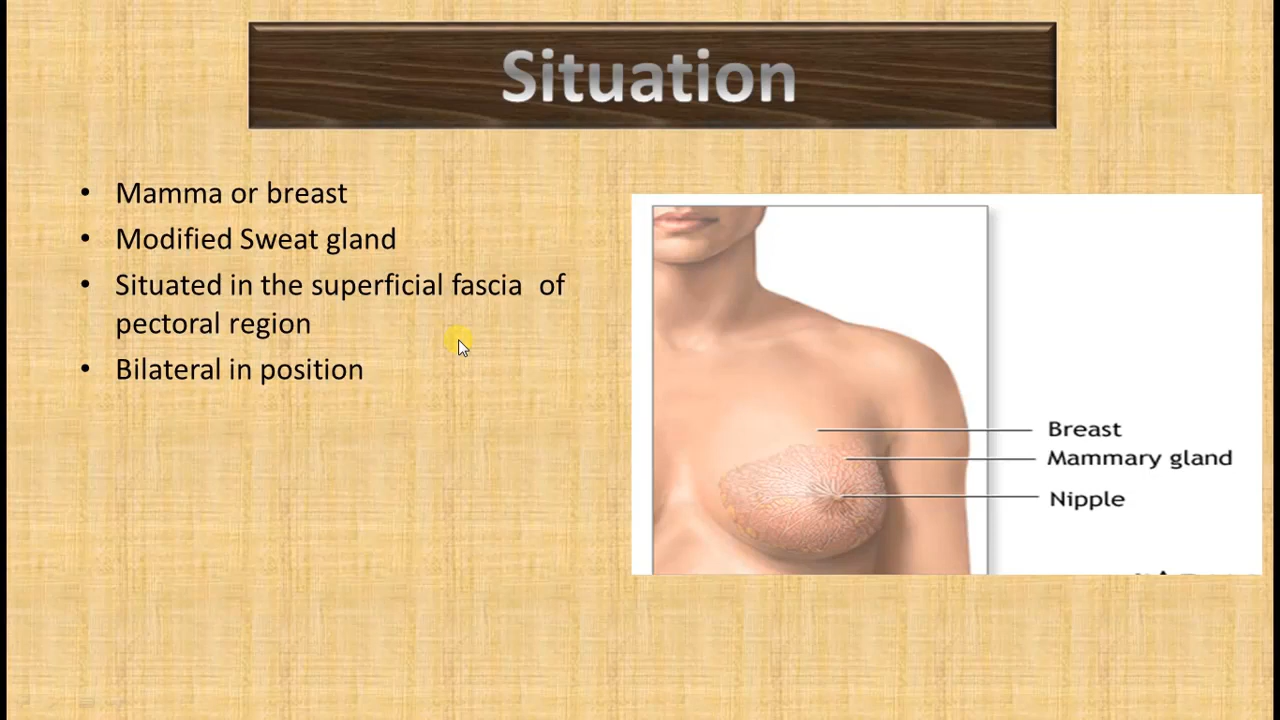 Situation
• Mamma or breast
• Modified Sweat gland
• Situated in the superficial fascia of
pectoral region
• Bilateral in position
Breast
Mammary gland
Nipple